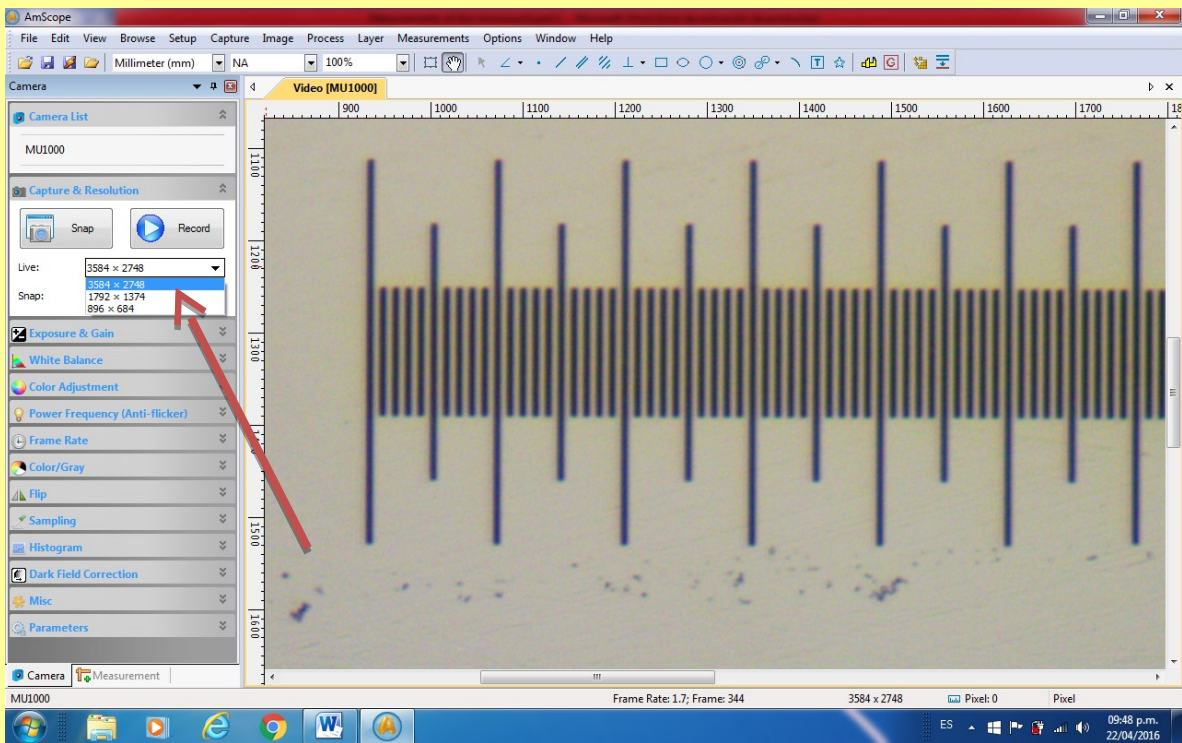 AmScope
File Edit View Browse Setup Capture Image Process Layer Measurements Options Window Help
Millimeter (mm) NA 100%
Camera
Video [MU1000]
Camera List
MU1000
Capture & Resolution
Snap Record
Live: 3584 × 2748
3584 × 2748
Snap: 1792 × 1374
896 × 684
Exposure & Gain
White Balance
Color Adjustment
Power Frequency (Anti-flicker)
Frame Rate
Color/Gray
Flip
Sampling
Histogram
Dark Field Correction
Misc
Parameters
Camera Measurement
900 1000 1100 1200 1300 1400 1500 1600 1700 18
1100
1200
1300
1500
1600
MU1000 Frame Rate: 1.7; Frame: 344 3584 x 2748 Pixel: 0 Pixel
ES 09:48 p.m.
22/04/2016